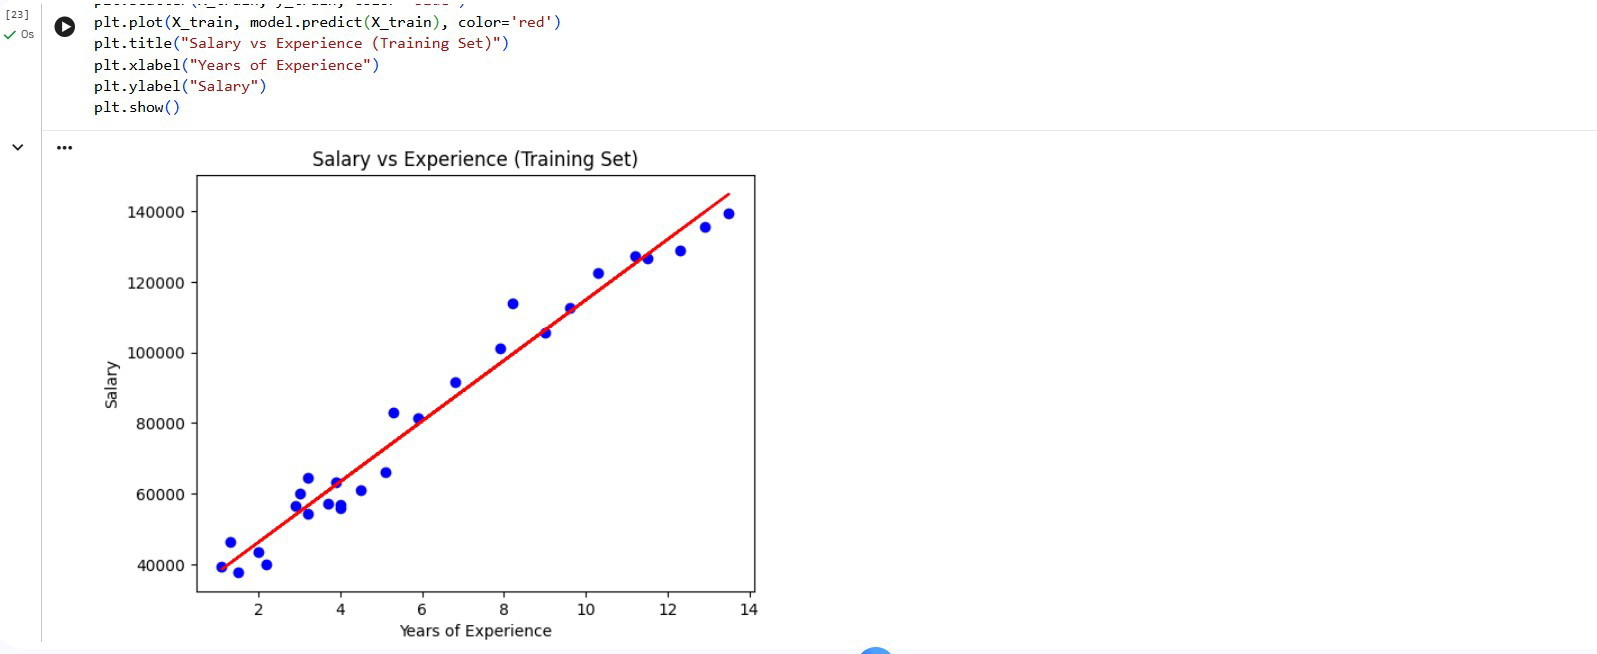 [23]
0s
plt.plot(X_train, model.predict(X_train), color='red')
plt.title("Salary vs Experience (Training Set)")
plt.xlabel("Years of Experience")
plt.ylabel("Salary")
plt.show()
Salary vs Experience (Training Set)
140000
120000
100000
80000
60000
40000
Salary
2 4 6 8 10 12 14
Years of Experience